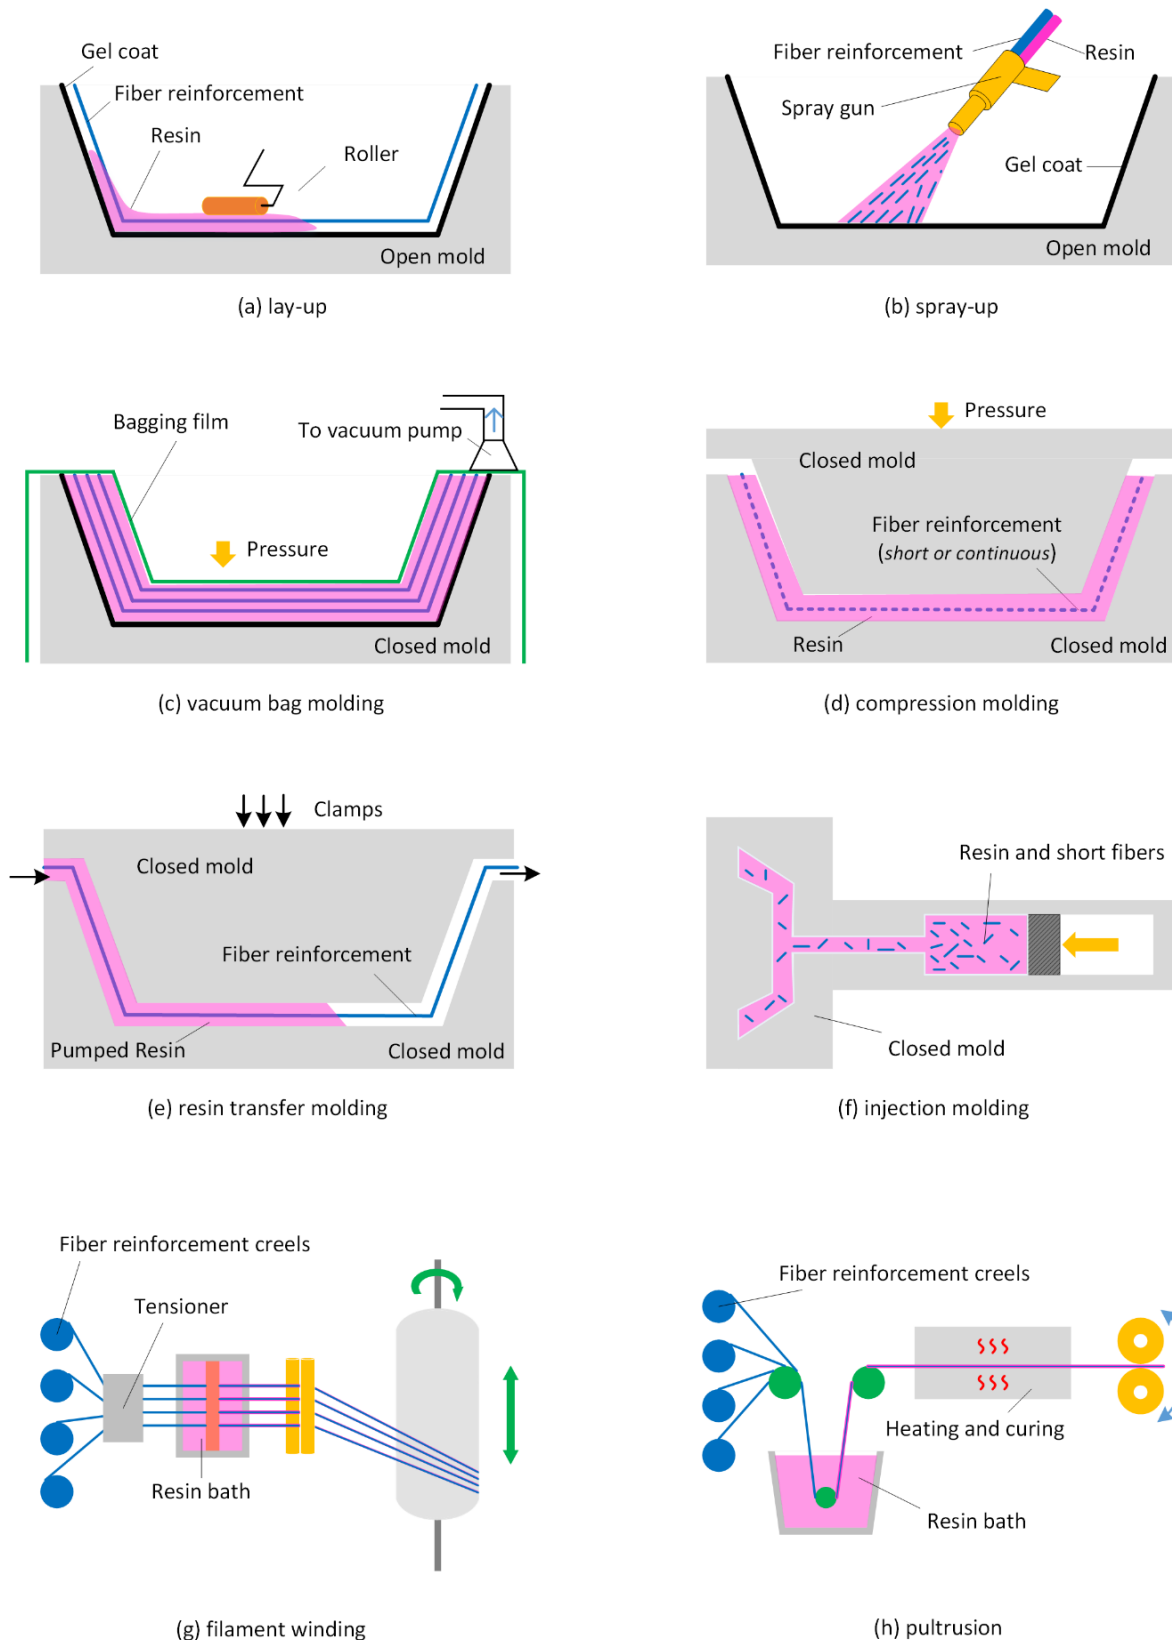 Gel coat
Fiber reinforcement
Resin
Roller
Open mold
(a) lay-up
Fiber reinforcement
Resin
Spray gun
Gel coat
Open mold
(b) spray-up
Bagging film
To vacuum pump
Pressure
Closed mold
(c) vacuum bag molding
Pressure
Closed mold
Fiber reinforcement
(short or continuous)
Resin
Closed mold
(d) compression molding
Clamps
Closed mold
Fiber reinforcement
Pumped Resin
Closed mold
(e) resin transfer molding
Resin and short fibers
Closed mold
(f) injection molding
Fiber reinforcement creels
Tensioner
Resin bath
(g) filament winding
Fiber reinforcement creels
Heating and curing
Resin bath
(h) pultrusion